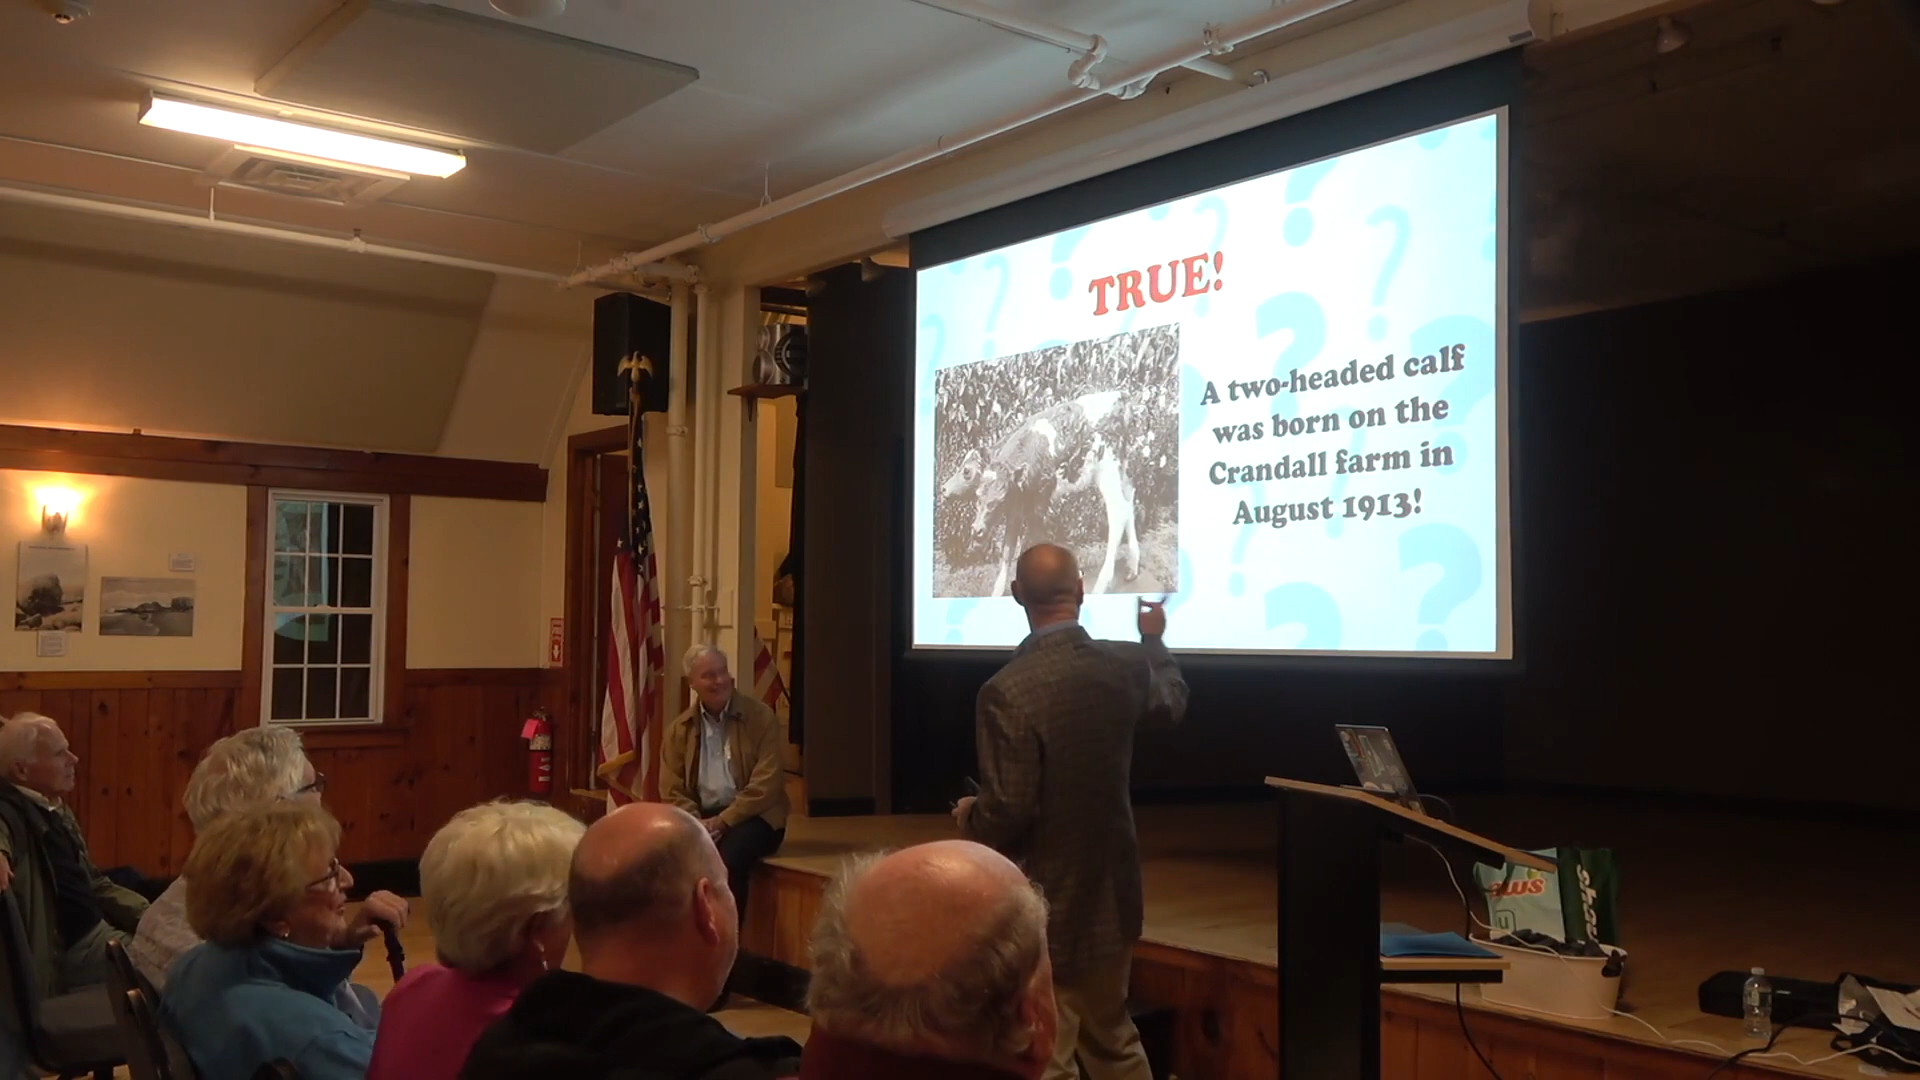 TRUE!
A two-headed calf
was born on the
Crandall farm in
August 1913!